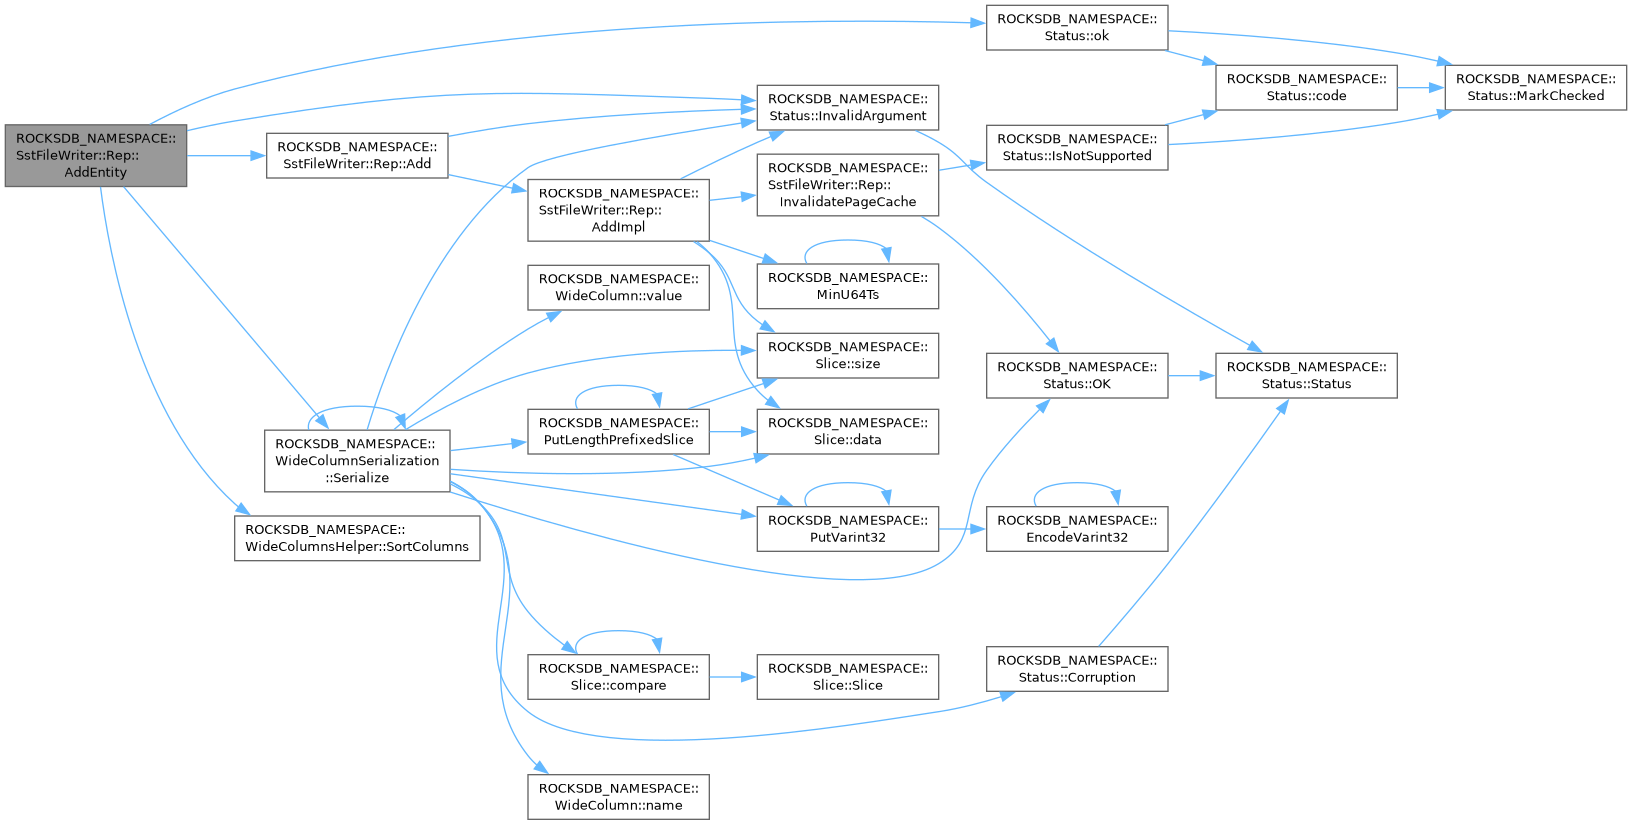 ROCKSDB_NAMESPACE::
SstFileWriter::Rep::
AddEntity
ROCKSDB_NAMESPACE::
Status::ok
ROCKSDB_NAMESPACE::
Status::InvalidArgument
ROCKSDB_NAMESPACE::
SstFileWriter::Rep::Add
ROCKSDB_NAMESPACE::
WideColumnSerialization
::Serialize
ROCKSDB_NAMESPACE::
WideColumnsHelper::SortColumns
ROCKSDB_NAMESPACE::
SstFileWriter::Rep::
AddImpl
ROCKSDB_NAMESPACE::
WideColumn::value
ROCKSDB_NAMESPACE::
PutLengthPrefixedSlice
ROCKSDB_NAMESPACE::
Slice::compare
ROCKSDB_NAMESPACE::
WideColumn::name
ROCKSDB_NAMESPACE::
SstFileWriter::Rep::
InvalidatePageCache
ROCKSDB_NAMESPACE::
MinU64Ts
ROCKSDB_NAMESPACE::
Slice::size
ROCKSDB_NAMESPACE::
Slice::data
ROCKSDB_NAMESPACE::
PutVarint32
ROCKSDB_NAMESPACE::
Slice::Slice
ROCKSDB_NAMESPACE::
Status::IsNotSupported
ROCKSDB_NAMESPACE::
Status::OK
ROCKSDB_NAMESPACE::
EncodeVarint32
ROCKSDB_NAMESPACE::
Status::Corruption
ROCKSDB_NAMESPACE::
Status::code
ROCKSDB_NAMESPACE::
Status::Status
ROCKSDB_NAMESPACE::
Status::MarkChecked